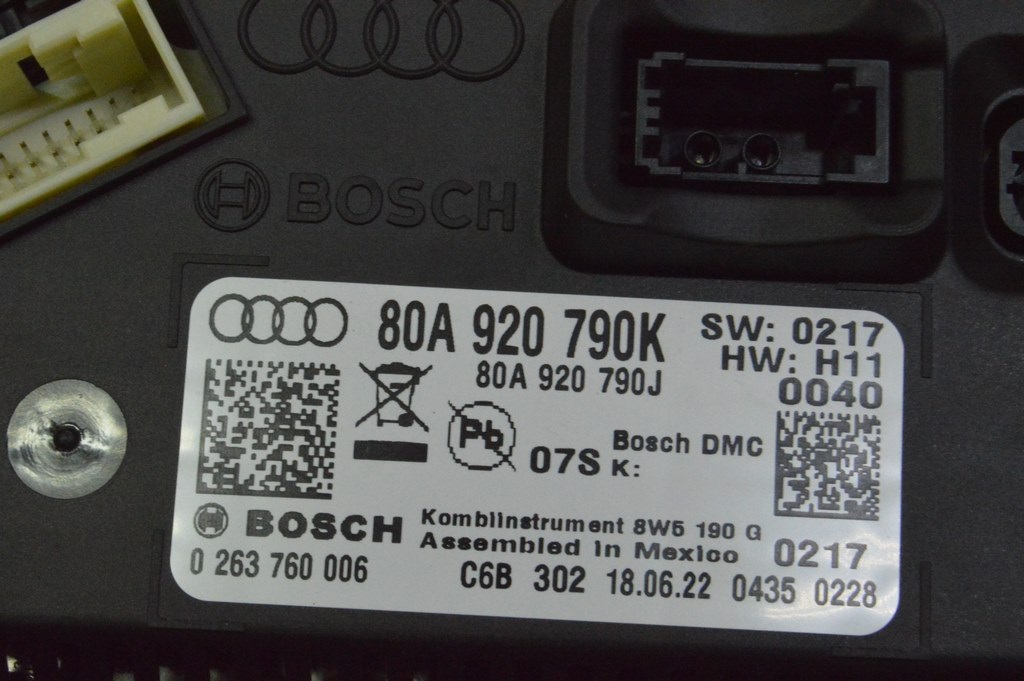 BOSCH
80A 920 790K
SW: 0217
HW: H11
80A 920 790J
0040
Pb
07S
Bosch DMC
K:
BOSCH
Kombiinstrument 8W5 190 G
Assembled in Mexico
0217
0 263 760 006
C6B 302 18.06.22 0435 0228